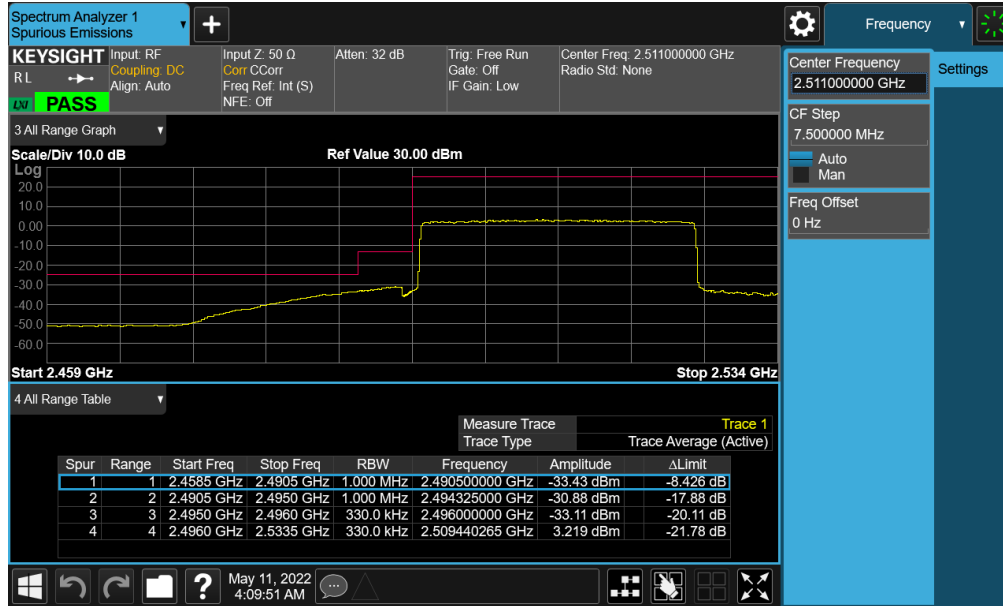 Spectrum Analyzer 1
Spurious Emissions
+
Frequency
KEYSIGHT
R L
LXI
PASS
Input: RF
Coupling: DC
Align: Auto
Input Z: 50 Ω
Corr CCorr
Freq Ref: Int (S)
NFE: Off
Atten: 32 dB
Trig: Free Run
Gate: Off
IF Gain: Low
Center Freq: 2.511000000 GHz
Radio Std: None
Center Frequency
2.511000000 GHz
Settings
CF Step
7.500000 MHz
Auto
Man
Freq Offset
0 Hz
3 All Range Graph
Scale/Div 10.0 dB
Ref Value 30.00 dBm
Log
20.0
10.0
0.00
-10.0
-20.0
-30.0
-40.0
-50.0
-60.0
Start 2.459 GHz
Stop 2.534 GHz
4 All Range Table
Measure Trace Trace 1
Trace Type Trace Average (Active)
Spur Range Start Freq Stop Freq RBW Frequency Amplitude ΔLimit
1 1 2.4585 GHz 2.4905 GHz 1.000 MHz 2.490500000 GHz -33.43 dBm -8.426 dB
2 2 2.4905 GHz 2.4950 GHz 1.000 MHz 2.494325000 GHz -30.88 dBm -17.88 dB
3 3 2.4950 GHz 2.4960 GHz 330.0 kHz 2.496000000 GHz -33.11 dBm -20.11 dB
4 4 2.4960 GHz 2.5335 GHz 330.0 kHz 2.509440265 GHz 3.219 dBm -21.78 dB
?
May 11, 2022
4:09:51 AM